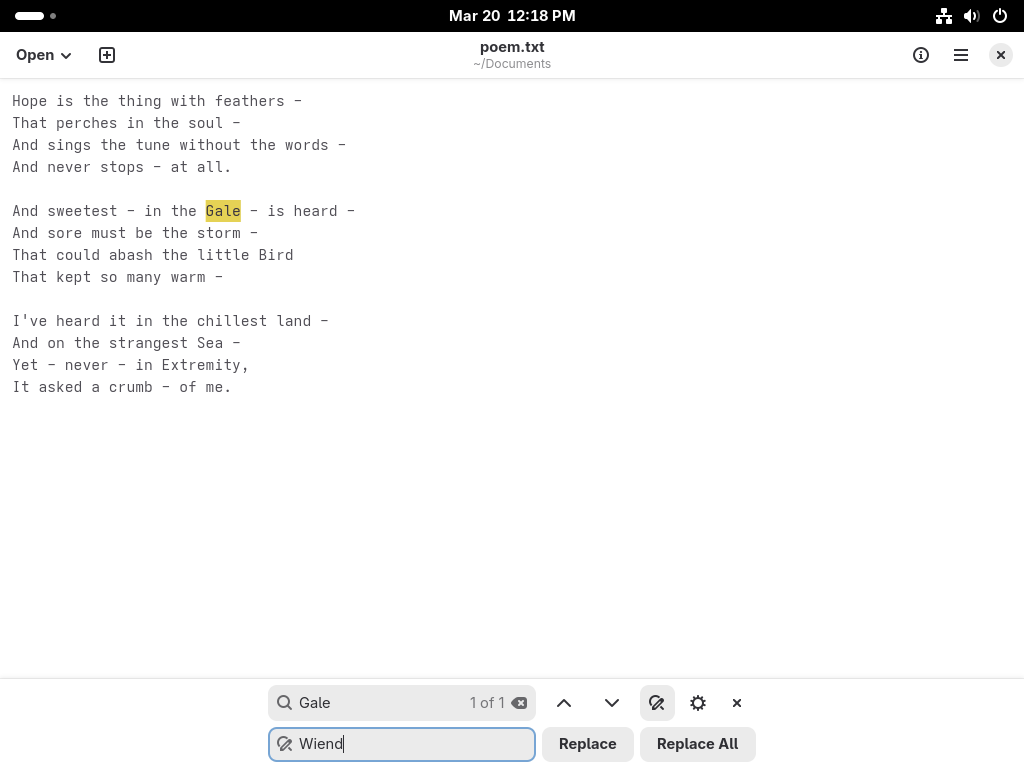 Mar 20 12:18 PM
Open
poem.txt
~/Documents
Hope is the thing with feathers –
That perches in the soul –
And sings the tune without the words –
And never stops – at all.
And sweetest – in the Gale – is heard –
And sore must be the storm –
That could abash the little Bird
That kept so many warm –
I've heard it in the chillest land –
And on the strangest Sea –
Yet – never – in Extremity,
It asked a crumb – of me.
Gale 1 of 1
Wiend Replace Replace All